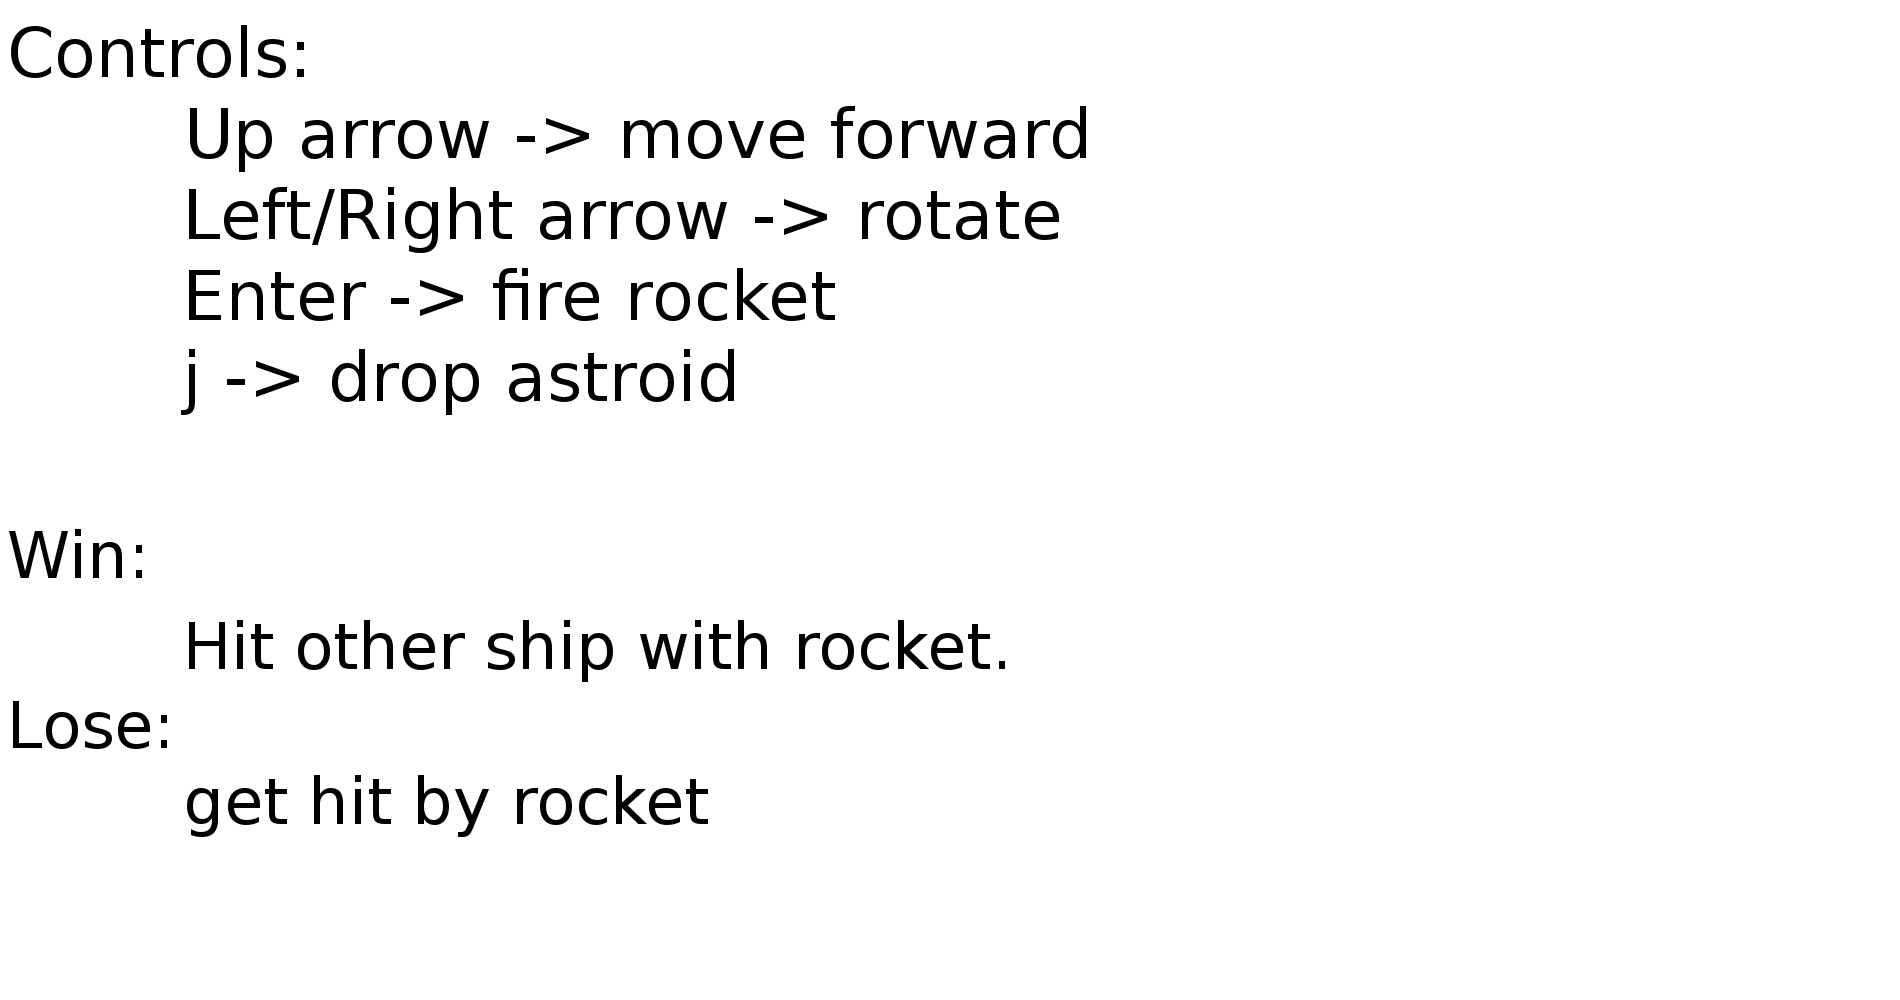 Controls:
Up arrow -> move forward
Left/Right arrow -> rotate
Enter -> fire rocket
j -> drop astroid
Win:
Hit other ship with rocket.
Lose:
get hit by rocket